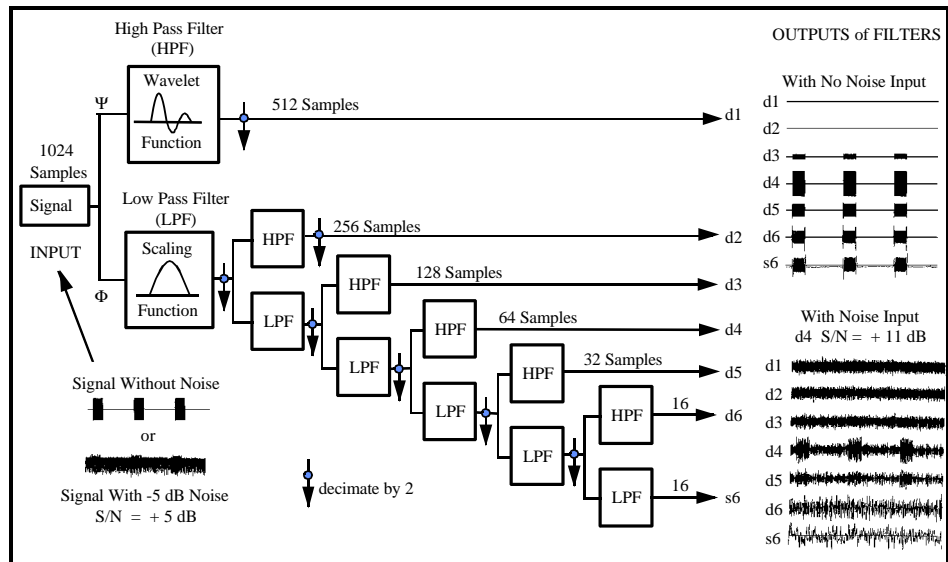 High Pass Filter
(HPF)
Wavelet
Function
Ψ
512 Samples
d1
1024
Samples
Signal
INPUT
Low Pass Filter
(LPF)
Scaling
Function
Φ
HPF
256 Samples
d2
LPF
HPF
128 Samples
d3
LPF
HPF
64 Samples
d4
LPF
HPF
32 Samples
d5
LPF
HPF
16
d6
LPF
16
s6
Signal Without Noise
or
Signal With -5 dB Noise
S/N = + 5 dB
decimate by 2
OUTPUTS of FILTERS
With No Noise Input
d1
d2
d3
d4
d5
d6
s6
With Noise Input
d4 S/N = + 11 dB
d1
d2
d3
d4
d5
d6
s6